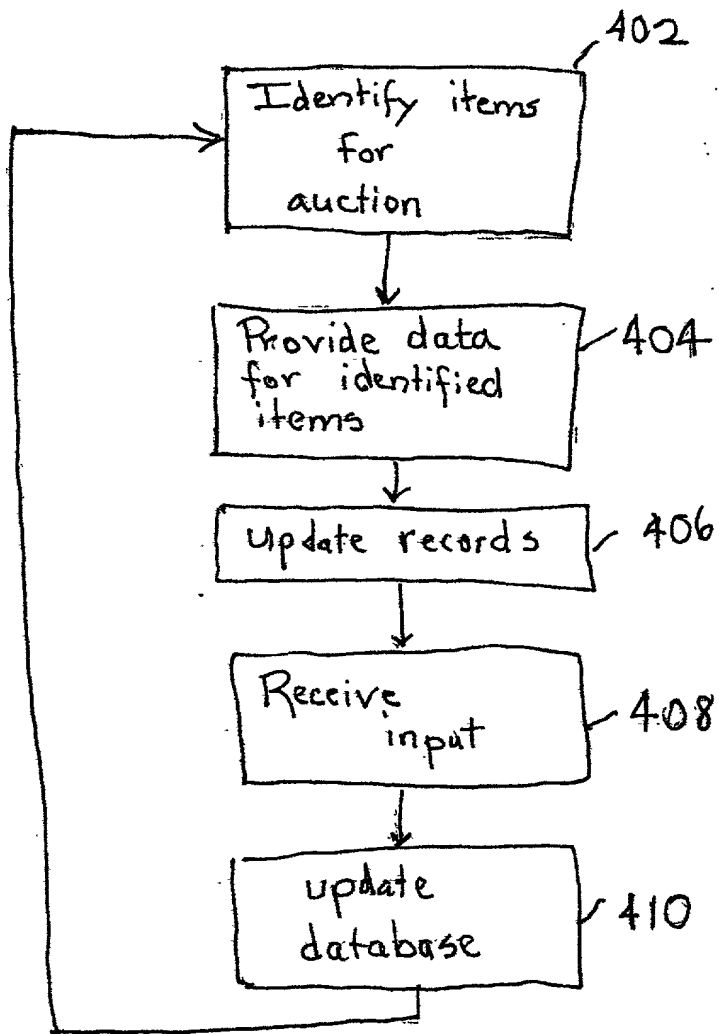 402
Identify items
for
auction
Provide data
for identified
items
404
update records
406
Receive
input
408
update
database
410